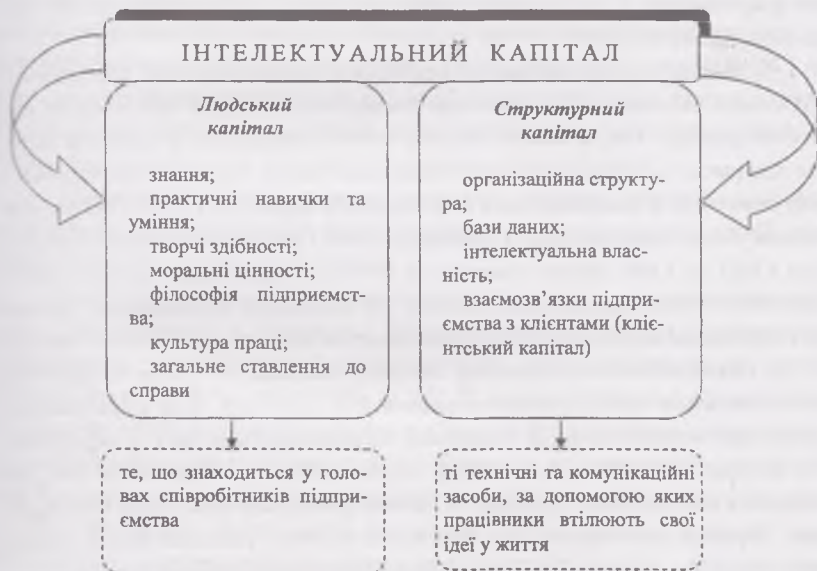 ІНТЕЛЕКТУАЛЬНИЙ КАПІТАЛ
Людський
капітал
знання;
практичні навички та
уміння;
творчі здібності;
моральні цінності;
філософія підприємст-
ва;
культура праці;
загальне ставлення до
справи
Структурний
капітал
організаційна структу-
ра;
бази даних;
інтелектуальна влас-
ність;
взаємозв’язки підпри-
ємства з клієнтами (кліє-
нтський капітал)
те, що знаходиться у голо-
вах співробітників підпри-
ємства
ті технічні та комунікаційні
засоби, за допомогою яких
працівники втілюють свої
ідеї у життя